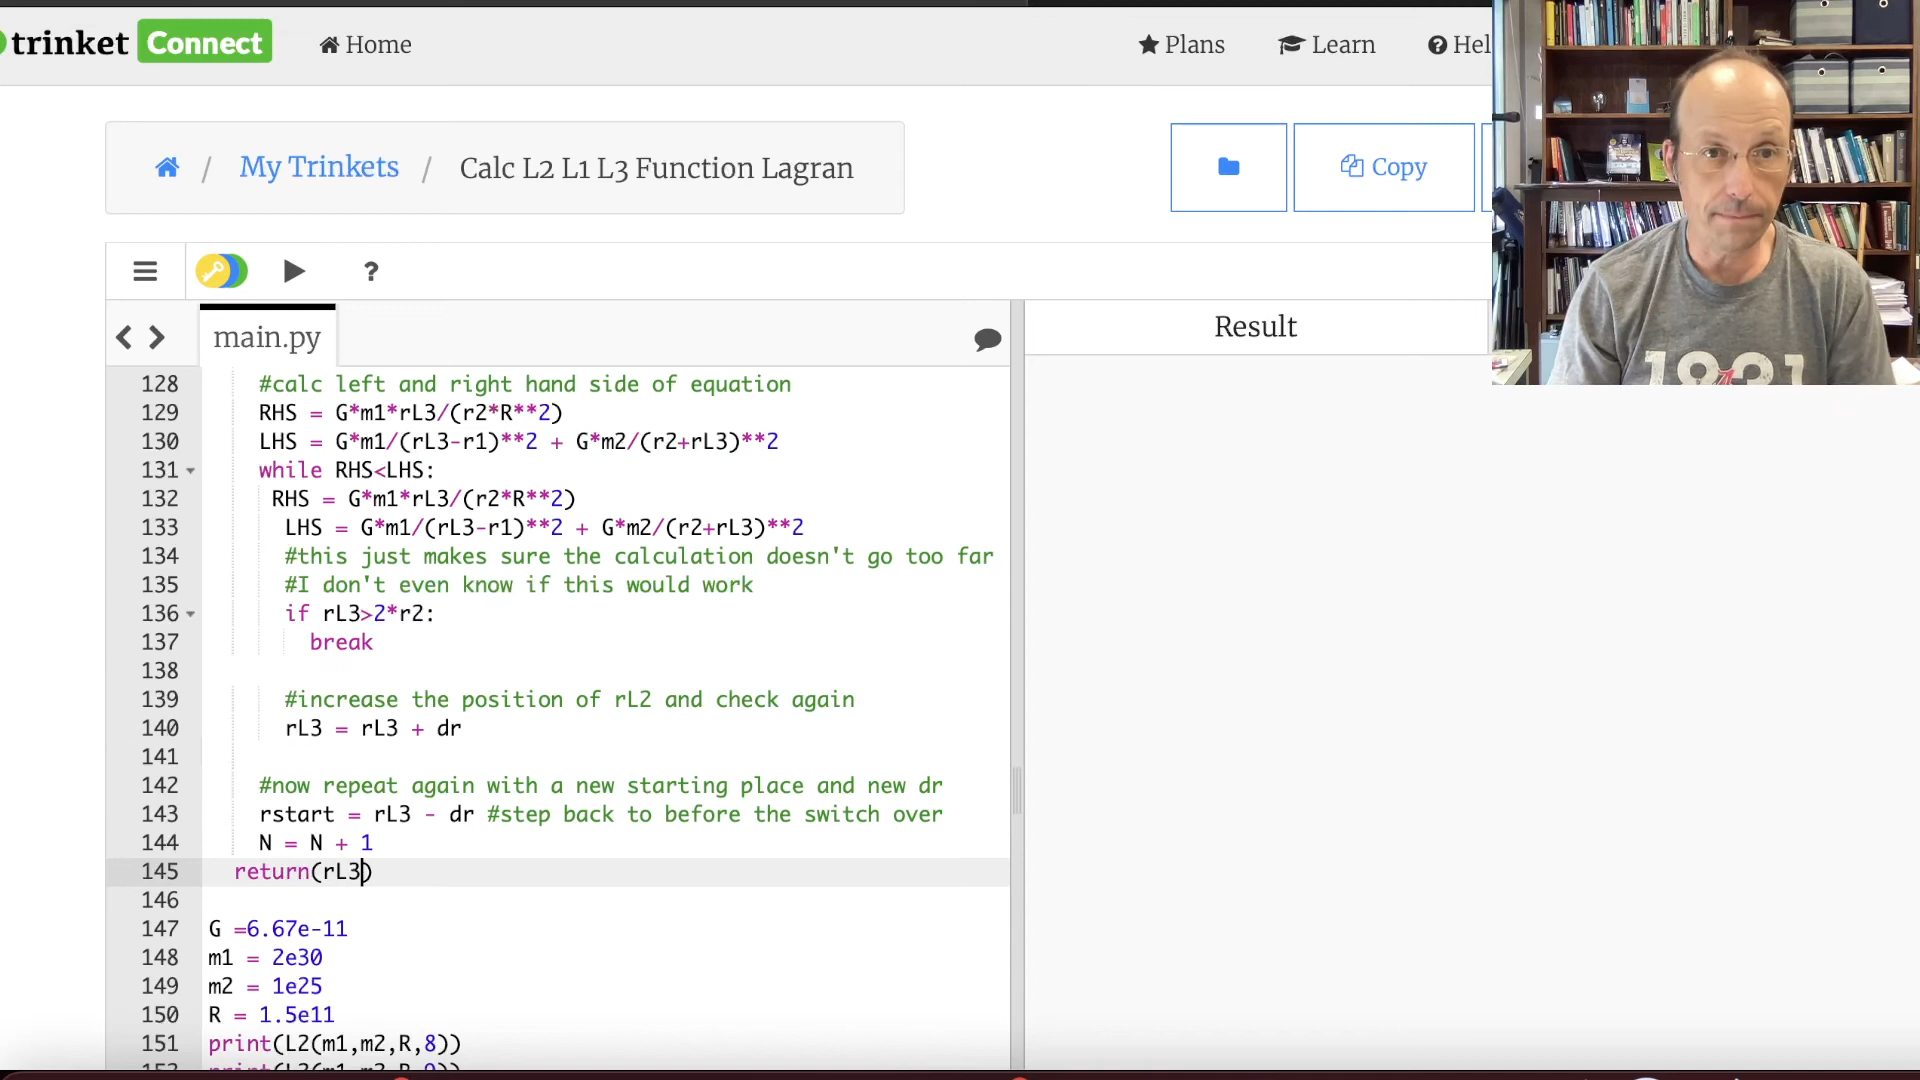 trinket Connect Home Plans Learn Hel
/ My Trinkets / Calc L2 L1 L3 Function Lagran
Copy
?
main.py
Result
128 #calc left and right hand side of equation
129 RHS = G*m1*rL3/(r2*R**2)
130 LHS = G*m1/(rL3-r1)**2 + G*m2/(r2+rL3)**2
131 while RHS<LHS:
132 RHS = G*m1*rL3/(r2*R**2)
133 LHS = G*m1/(rL3-r1)**2 + G*m2/(r2+rL3)**2
134 #this just makes sure the calculation doesn't go too far
135 #I don't even know if this would work
136 if rL3>2*r2:
137 break
138
139 #increase the position of rL2 and check again
140 rL3 = rL3 + dr
141
142 #now repeat again with a new starting place and new dr
143 rstart = rL3 - dr #step back to before the switch over
144 N = N + 1
145 return(rL3)
146
147 G =6.67e-11
148 m1 = 2e30
149 m2 = 1e25
150 R = 1.5e11
151 print(L2(m1,m2,R,8))
1831